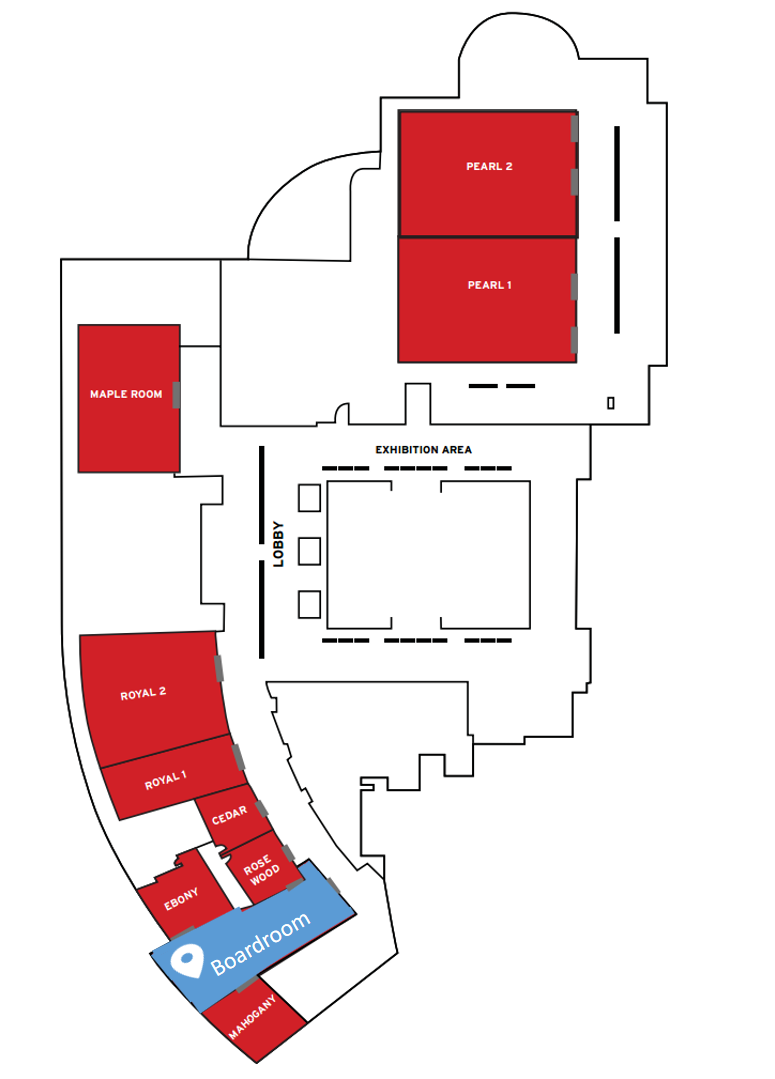 PEARL 2
PEARL 1
MAPLE ROOM
EXHIBITION AREA
LOBBY
ROYAL 2
ROYAL 1
CEDAR
ROSE
WOOD
EBONY
Boardroom
MAHOGANY